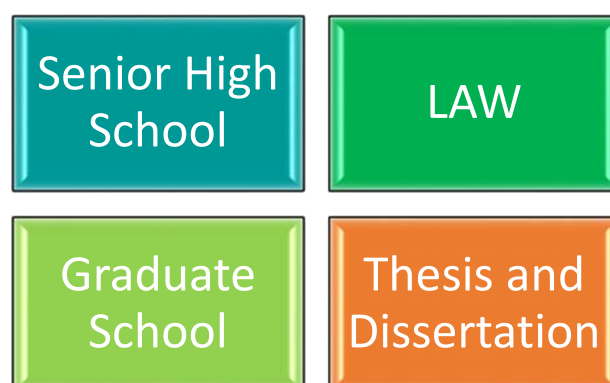 Senior High
School
LAW
Graduate
School
Thesis and
Dissertation